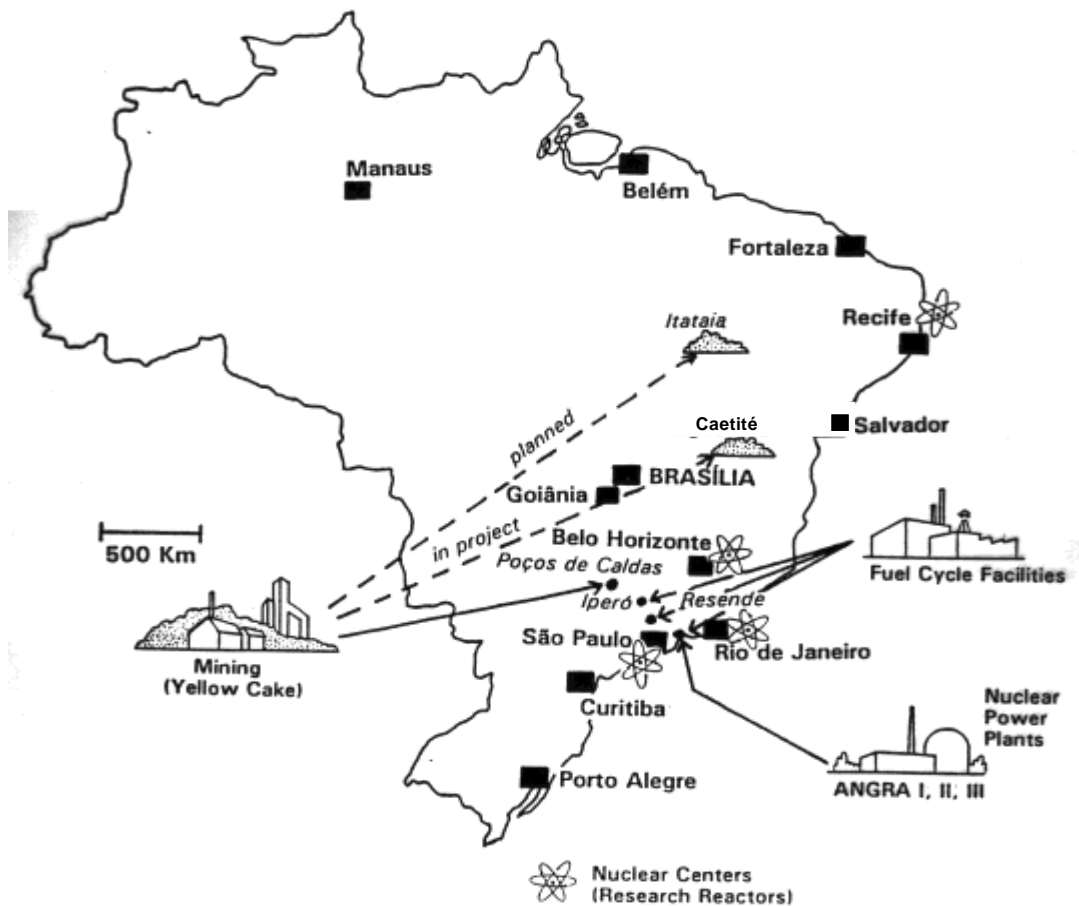 Manaus
Belém
Fortaleza
Recife
Itataia
planned
Caetité
Salvador
BRASÍLIA
Goiânia
in project
500 Km
Belo Horizonte
Poços de Caldas
Fuel Cycle Facilities
Iperó
Resende
São Paulo
Rio de Janeiro
Mining
(Yellow Cake)
Curitiba
Nuclear
Power
Plants
Porto Alegre
ANGRA I, II, III
Nuclear Centers
(Research Reactors)